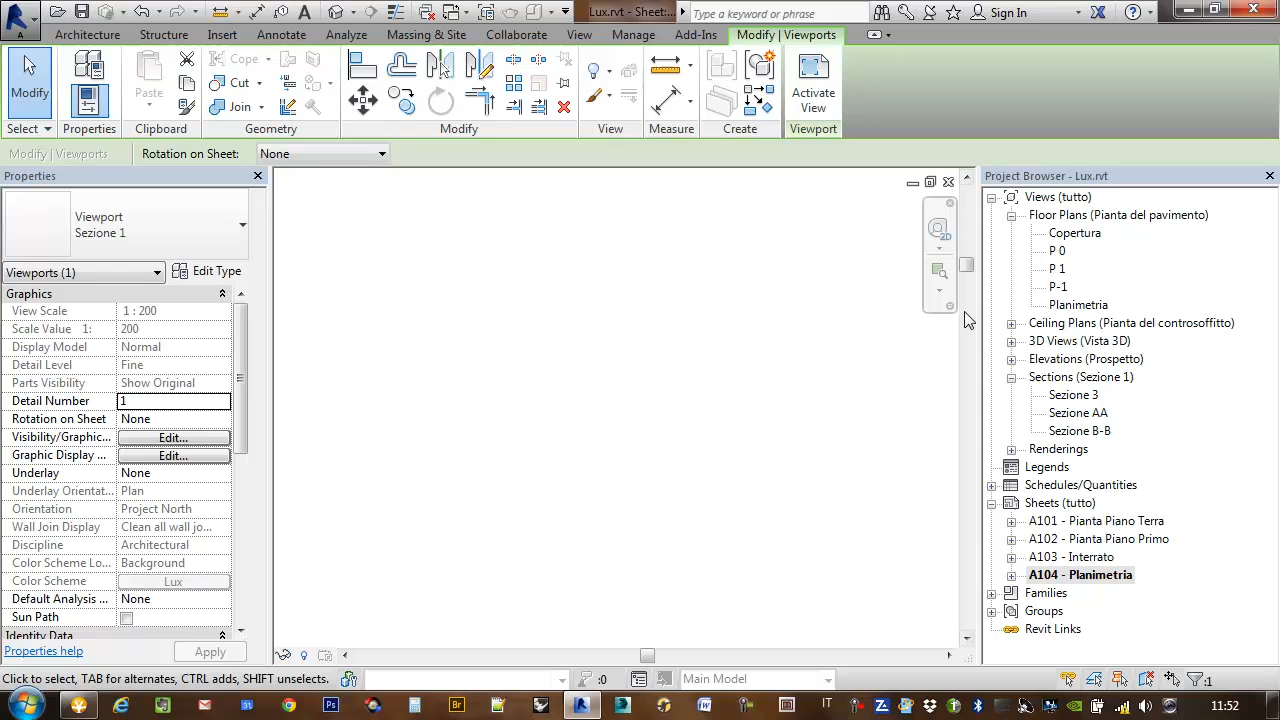 Lux.rvt - Sheet:...
Type a keyword or phrase
Sign In
Architecture
Structure
Insert
Annotate
Analyze
Massing & Site
Collaborate
View
Manage
Add-Ins
Modify | Viewports
Modify
Paste
Cope
Cut
Join
Activate
View
Select
Properties
Clipboard
Geometry
Modify
View
Measure
Create
Viewport
Modify | Viewports
Rotation on Sheet:
None
Properties
Project Browser - Lux.rvt
Viewport
Sezione 1
Viewports (1)
Edit Type
Graphics
View Scale 1 : 200
Scale Value 1: 200
Display Model Normal
Detail Level Fine
Parts Visibility Show Original
Detail Number 1
Rotation on Sheet None
Visibility/Graphic... Edit...
Graphic Display ... Edit...
Underlay None
Underlay Orientat... Plan
Orientation Project North
Wall Join Display Clean all wall jo...
Discipline Architectural
Color Scheme Lo... Background
Color Scheme Lux
Default Analysis ... None
Sun Path
Identity Data
Properties help
Apply
2D
Views (tutto)
Floor Plans (Pianta del pavimento)
Copertura
P 0
P 1
P-1
Planimetria
Ceiling Plans (Pianta del controsoffitto)
3D Views (Vista 3D)
Elevations (Prospetto)
Sections (Sezione 1)
Sezione 3
Sezione AA
Sezione B-B
Renderings
Legends
Schedules/Quantities
Sheets (tutto)
A101 - Pianta Piano Terra
A102 - Pianta Piano Primo
A103 - Interrato
A104 - Planimetria
Families
Groups
Revit Links
Click to select, TAB for alternates, CTRL adds, SHIFT unselects.
:0
Main Model
:1
Ps
Br
IT
11:52